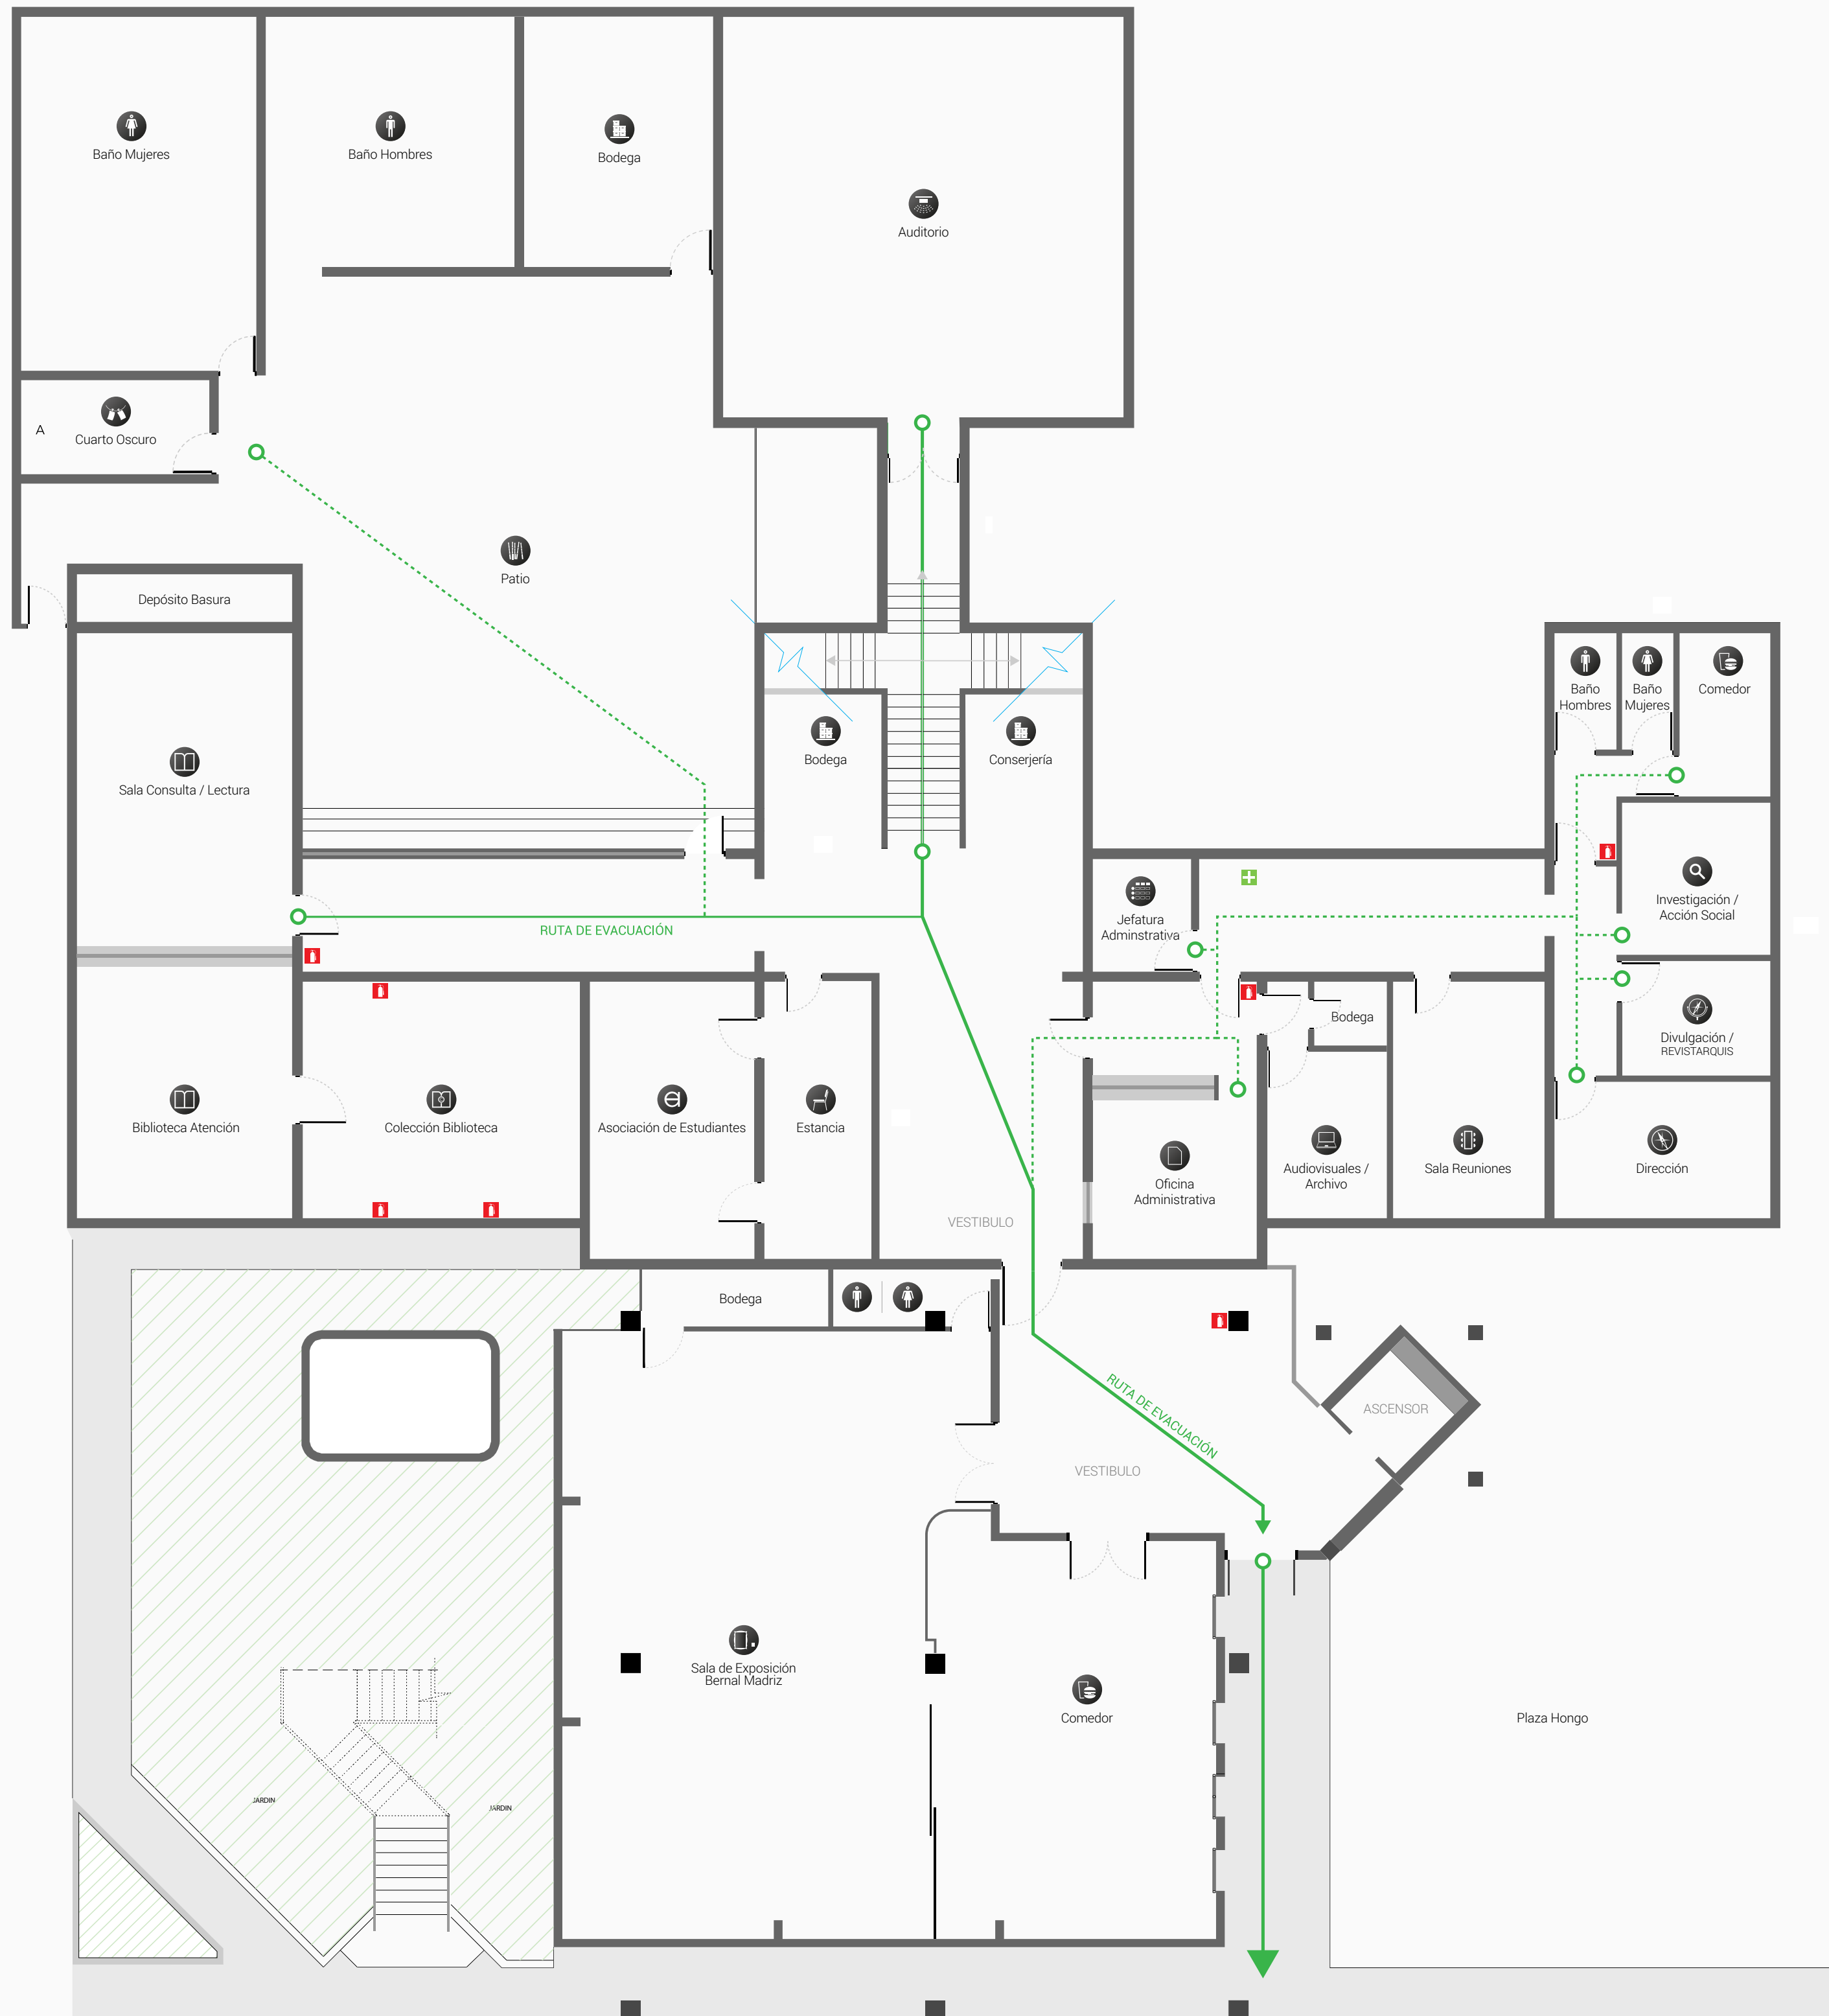 Baño Mujeres
Baño Hombres
Bodega
Auditorio
A
Cuarto Oscuro
Patio
Depósito Basura
Baño
Hombres
Baño
Mujeres
Comedor
Sala Consulta / Lectura
Bodega
Conserjería
Jefatura
Adminstrativa
Investigación /
Acción Social
RUTA DE EVACUACIÓN
Bodega
Divulgación /
REVISTARQUIS
Biblioteca Atención
Colección Biblioteca
Asociación de Estudiantes
Estancia
Oficina
Administrativa
Audiovisuales /
Archivo
Sala Reuniones
Dirección
VESTIBULO
Bodega
RUTA DE EVACUACIÓN
ASCENSOR
VESTIBULO
Sala de Exposición
Bernal Madriz
Comedor
Plaza Hongo
JARDIN
JARDIN